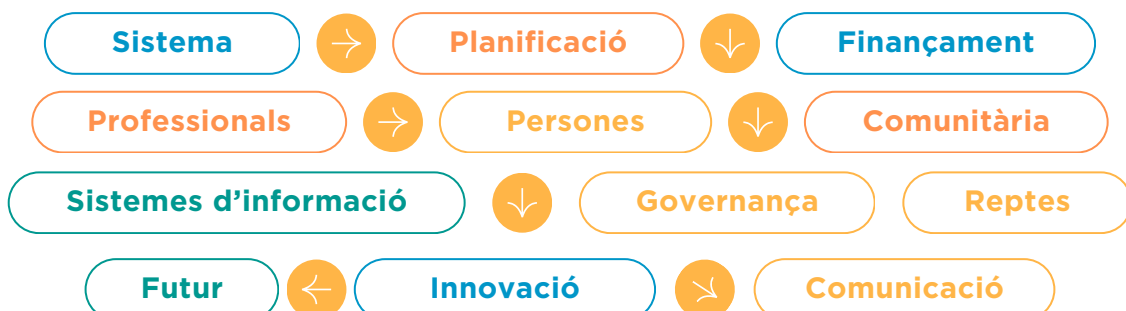 Sistema Planificació Finançament
Professionals Persones Comunitària
Sistemes d’informació Governança Reptes
Futur Innovació Comunicació